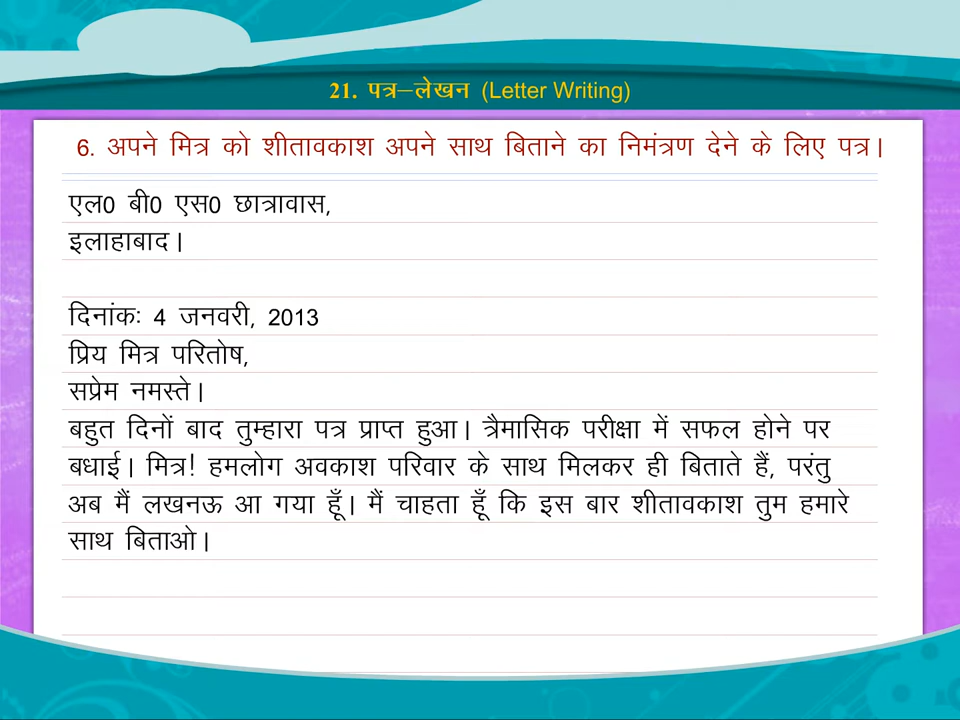 21. पत्र–लेखन (Letter Writing)
6. अपने मित्र को शीतावकाश अपने साथ बिताने का निमंत्रण देने के लिए पत्र।
एल0 बी0 एस0 छात्रावास,
इलाहाबाद।
दिनांकः 4 जनवरी, 2013
प्रिय मित्र परितोष,
सप्रेम नमस्ते।
बहुत दिनों बाद तुम्हारा पत्र प्राप्त हुआ। त्रैमासिक परीक्षा में सफल होने पर
बधाई। मित्र! हमलोग अवकाश परिवार के साथ मिलकर ही बिताते हैं, परंतु
अब मैं लखनऊ आ गया हूँ। मैं चाहता हूँ कि इस बार शीतावकाश तुम हमारे
साथ बिताओ।